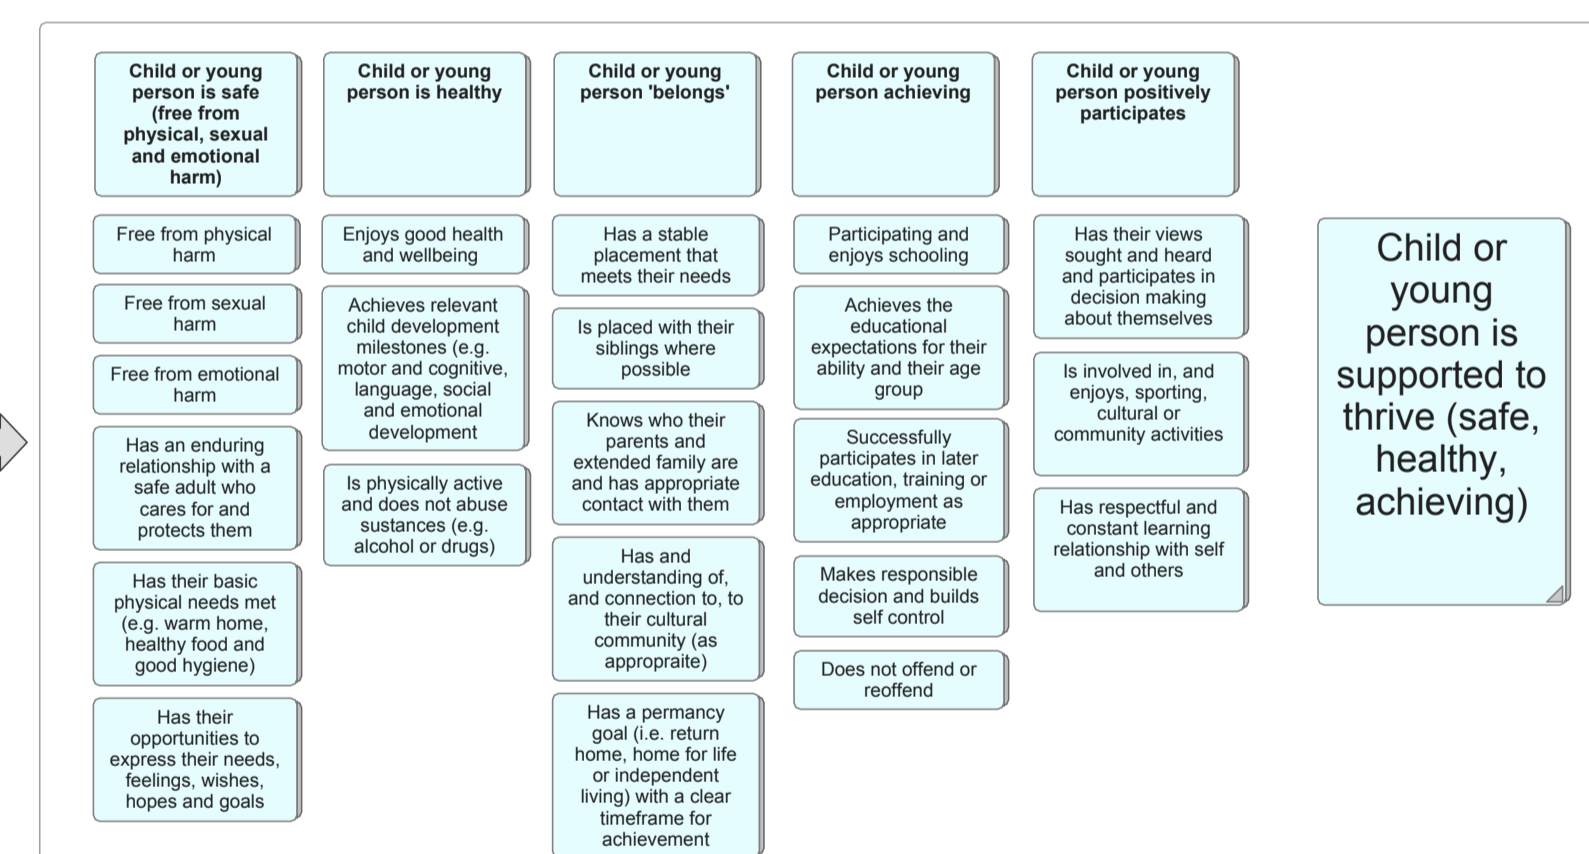 Child or young
person is safe
(free from
physical, sexual
and emotional
harm)
Free from physical
harm
Free from sexual
harm
Free from emotional
harm
Has an enduring
relationship with a
safe adult who
cares for and
protects them
Has their basic
physical needs met
(e.g. warm home,
healthy food and
good hygiene)
Has their
opportunities to
express their needs,
feelings, wishes,
hopes and goals
Child or young
person is healthy
Enjoys good health
and wellbeing
Achieves relevant
child development
milestones (e.g.
motor and cognitive,
language, social
and emotional
development
Is physically active
and does not abuse
sustances (e.g.
alcohol or drugs)
Child or young
person 'belongs'
Has a stable
placement that
meets their needs
Is placed with their
siblings where
possible
Knows who their
parents and
extended family are
and has appropriate
contact with them
Has and
understanding of,
and connection to, to
their cultural
community (as
appropraite)
Has a permancy
goal (i.e. return
home, home for life
or independent
living) with a clear
timeframe for
achievement
Child or young
person achieving
Participating and
enjoys schooling
Achieves the
educational
expectations for their
ability and their age
group
Successfully
participates in later
education, training or
employment as
appropriate
Makes responsible
decision and builds
self control
Does not offend or
reoffend
Child or young
person positively
participates
Has their views
sought and heard
and participates in
decision making
about themselves
Is involved in, and
enjoys, sporting,
cultural or
community activities
Has respectful and
constant learning
relationship with self
and others
Child or
young
person is
supported to
thrive (safe,
healthy,
achieving)